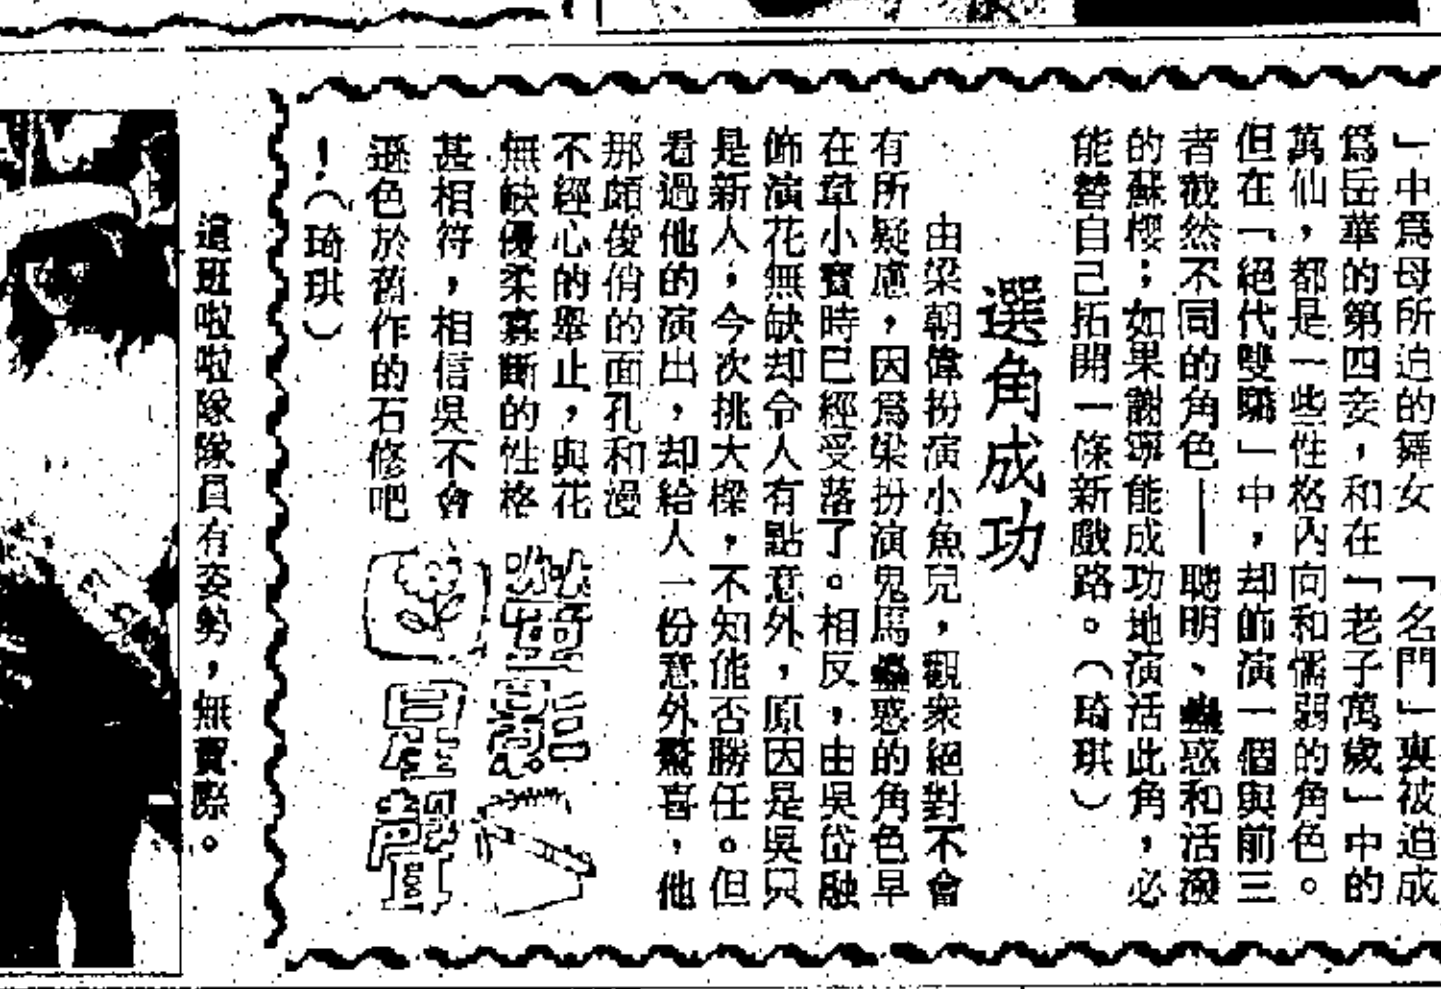 」中爲母所迫的舞女　「名門」裏被迫成
爲岳華的第四妾，和在「老子萬歲」中的
萬仙，都是一些性格內向和懦弱的角色。
但在「絕代雙驕」中，却飾演一個與前三
者截然不同的角色——聰明、蠱惑和活潑
的蘇櫻；如果謝寧能成功地演活此角，必
能替自己拓開一條新戲路。（琦琪）
選角成功
由梁朝偉扮演小魚兒，觀衆絕對不會
有所疑慮，因爲梁扮演鬼馬蠱惑的角色早
在韋小寶時已經受落了。相反，由吳岱融
飾演花無缺却令人有點意外，原因是吳只
是新人，今次挑大樑，不知能否勝任。但
看過他的演出，却給人一份意外驚喜，他
那頗俊俏的面孔和漫
不經心的舉止，與花
無缺優柔寡斷的性格
甚相符，相信吳不會
遜色於舊作的石修吧
！（琦琪）
影
星
這班啦啦隊隊員有姿勢，無實際。